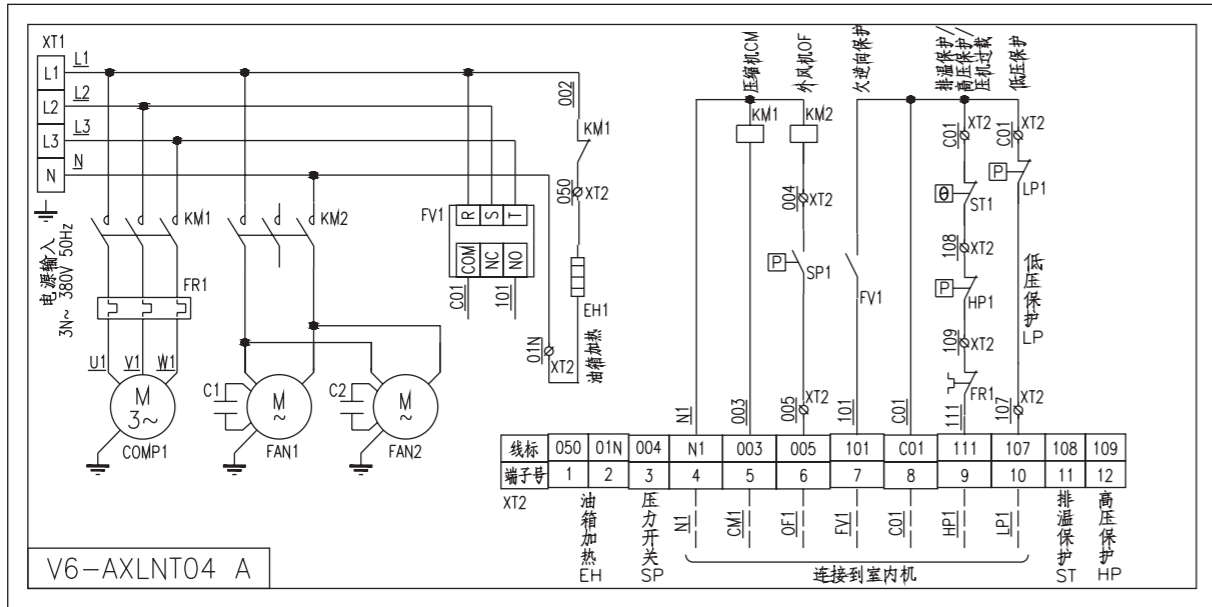 XT1
L1
L1
L2
L2
L3
L3
N
N
电源输入
3N~ 380V 50Hz
KM1
KM2
FR1
U1
V1
W1
M
3~
COMP1
C1
M
~
FAN1
C2
M
~
FAN2
FV1
R
S
T
COM
NC
NO
C01
101
002
KM1
050
XT2
EH1
油箱加热
01N
XT2
压缩机CM
外风机OF
欠逆向保护
排温保护/
高压保护/
压机过载
低压保护
KM1
KM2
C01
XT2
C01
XT2
P
LP1
004
XT2
θ
ST1
108
XT2
P
SP1
FV1
P
HP1
低压保护
LP
109
XT2
FR1
N1
003
005
XT2
101
C01
111
107
XT2
线标 050 01N 004 N1 003 005 101 C01 111 107 108 109
端子号 1 2 3 4 5 6 7 8 9 10 11 12
XT2
油箱加热
EH
压力开关
SP
N1
CM1
OF1
FV1
C01
HP1
LP1
排温保护
ST
高压保护
HP
连接到室内机
V6-AXLNT04 A